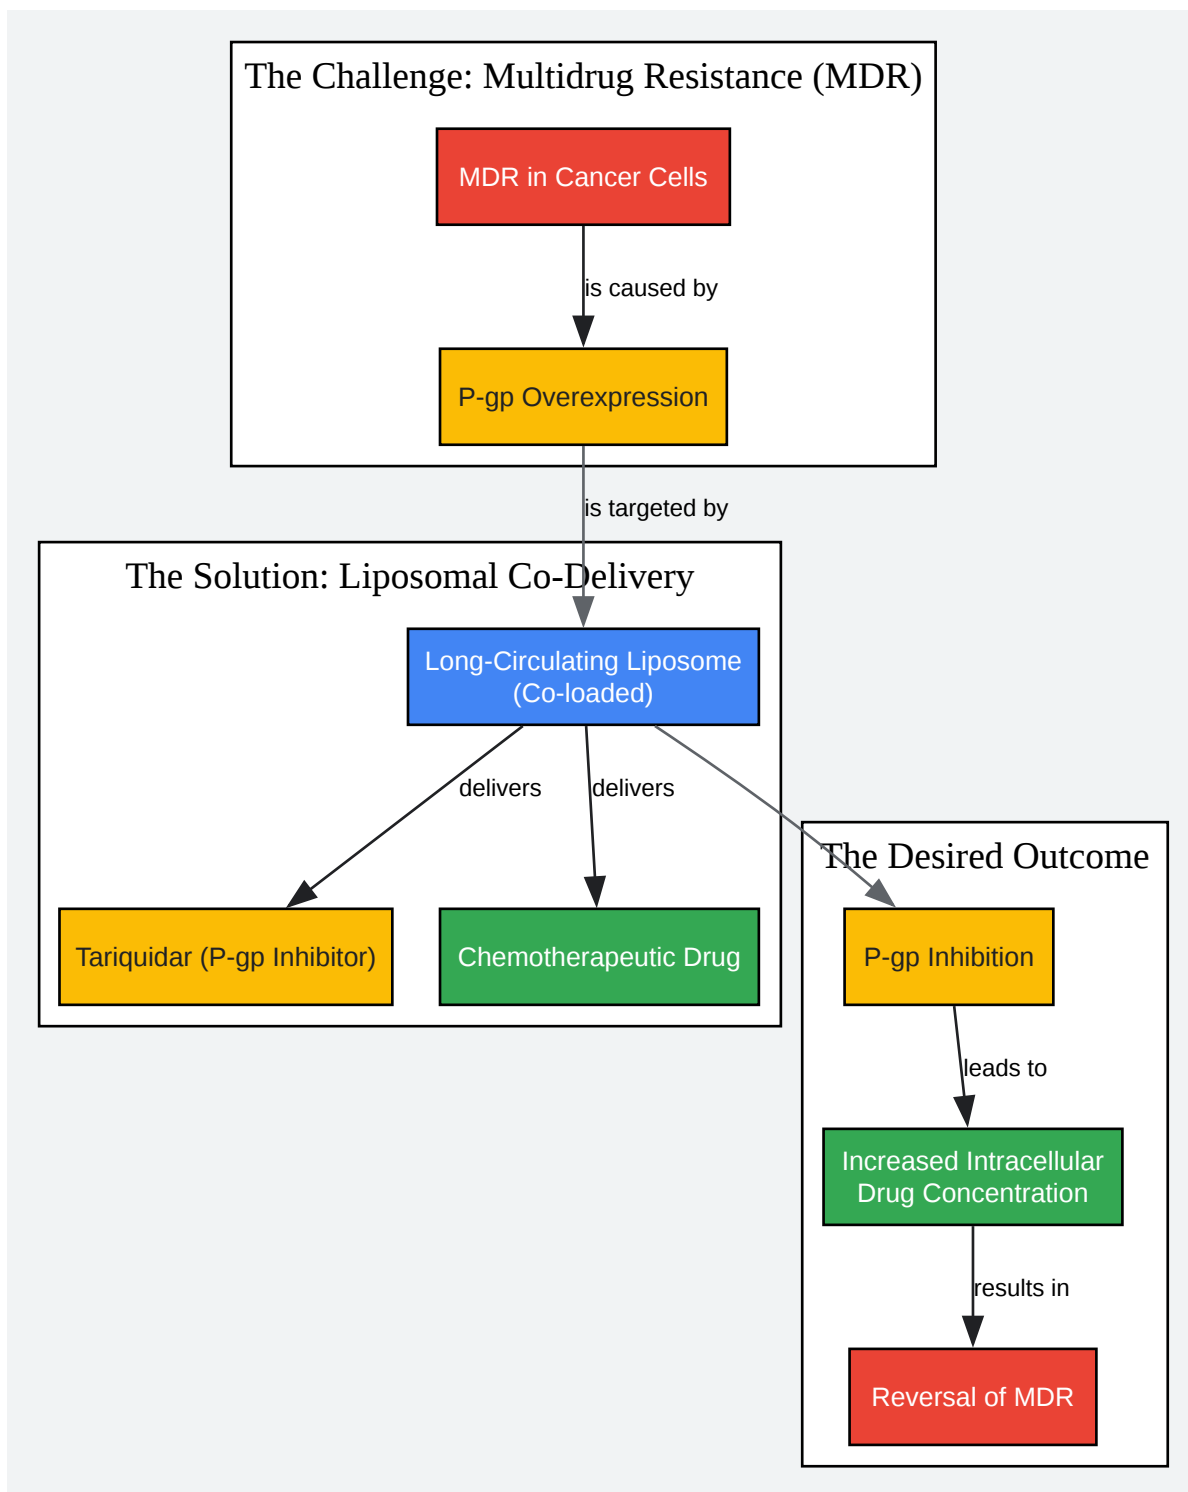 The Challenge: Multidrug Resistance (MDR)
MDR in Cancer Cells
is caused by
P-gp Overexpression
is targeted by
The Solution: Liposomal Co-Delivery
Long-Circulating Liposome
(Co-loaded)
delivers
delivers
Tariquidar (P-gp Inhibitor)
Chemotherapeutic Drug
The Desired Outcome
P-gp Inhibition
leads to
Increased Intracellular
Drug Concentration
results in
Reversal of MDR